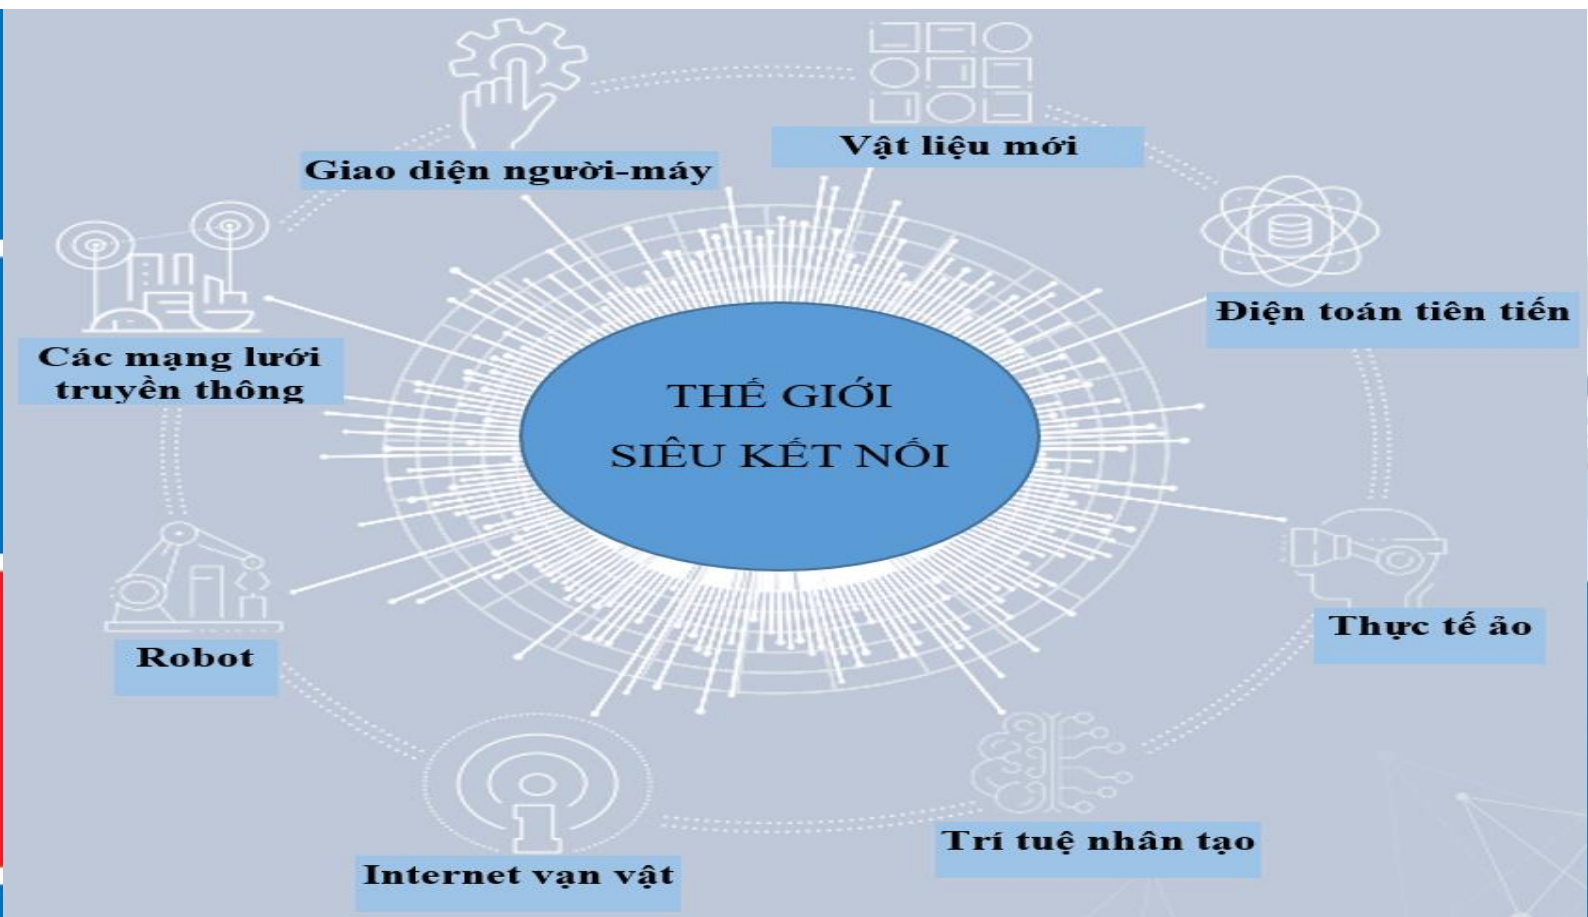 Vật liệu mới
Giao diện người-máy
Điện toán tiên tiến
Các mạng lưới
truyền thông
THẾ GIỚI
SIÊU KẾT NỐI
Thực tế ảo
Robot
Trí tuệ nhân tạo
Internet vạn vật